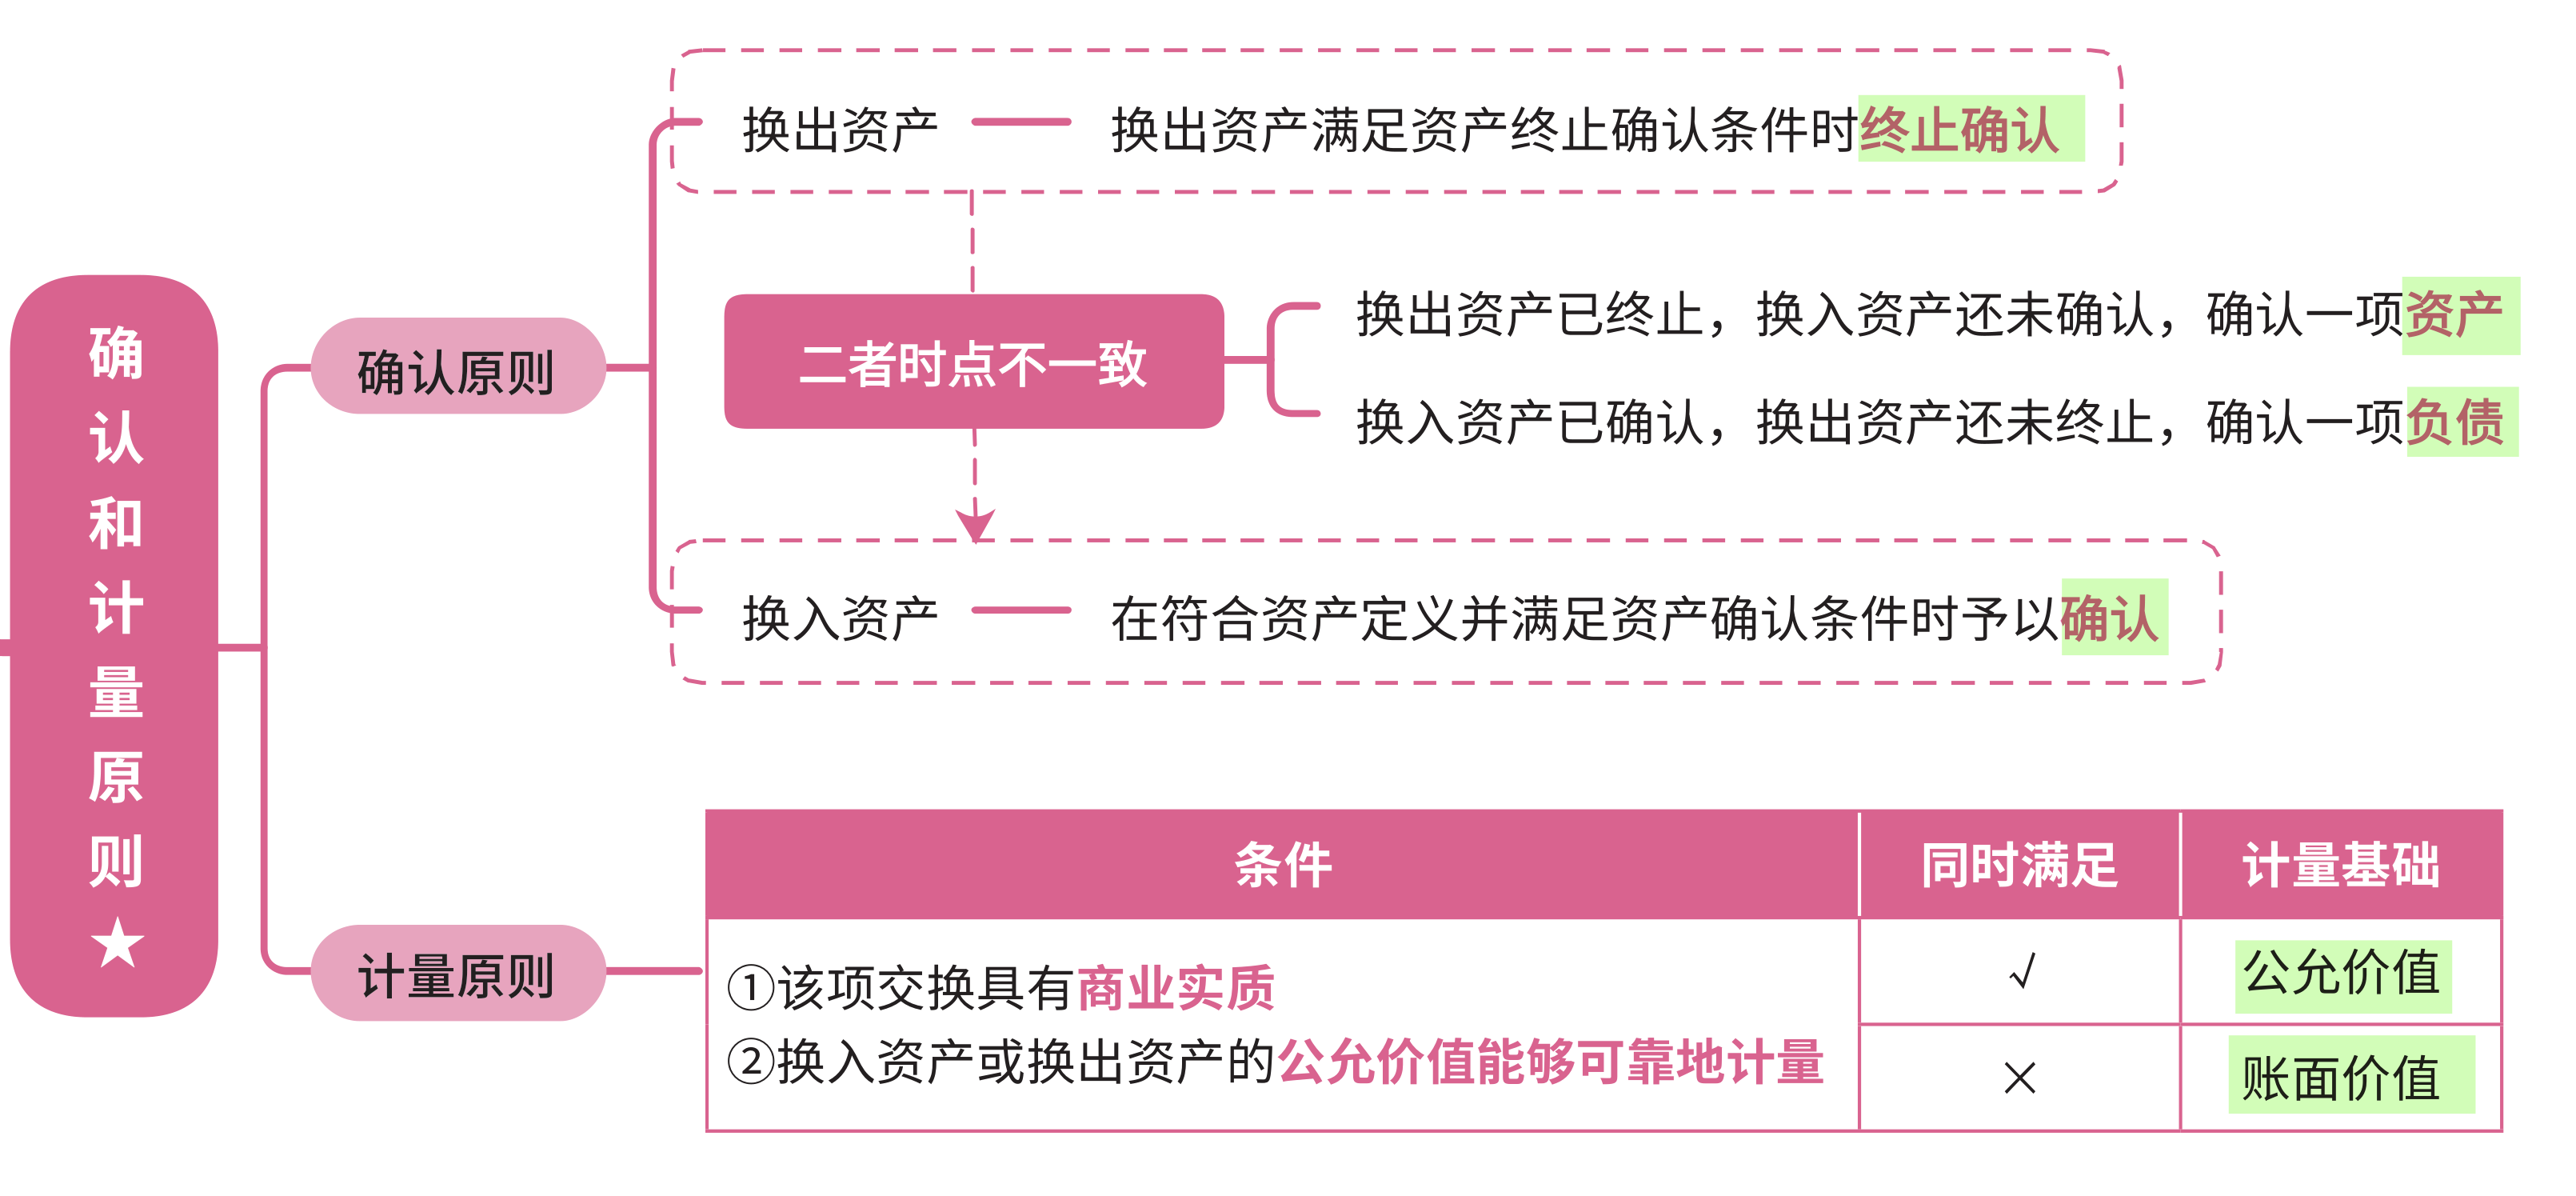 确认和计量原则★
确认原则
换出资产
换出资产满足资产终止确认条件时终止确认
二者时点不一致
换出资产已终止，换入资产还未确认，确认一项资产
换入资产已确认，换出资产还未终止，确认一项负债
换入资产
在符合资产定义并满足资产确认条件时予以确认
计量原则
条件
同时满足
计量基础
①该项交换具有商业实质
②换入资产或换出资产的公允价值能够可靠地计量
√
公允价值
×
账面价值